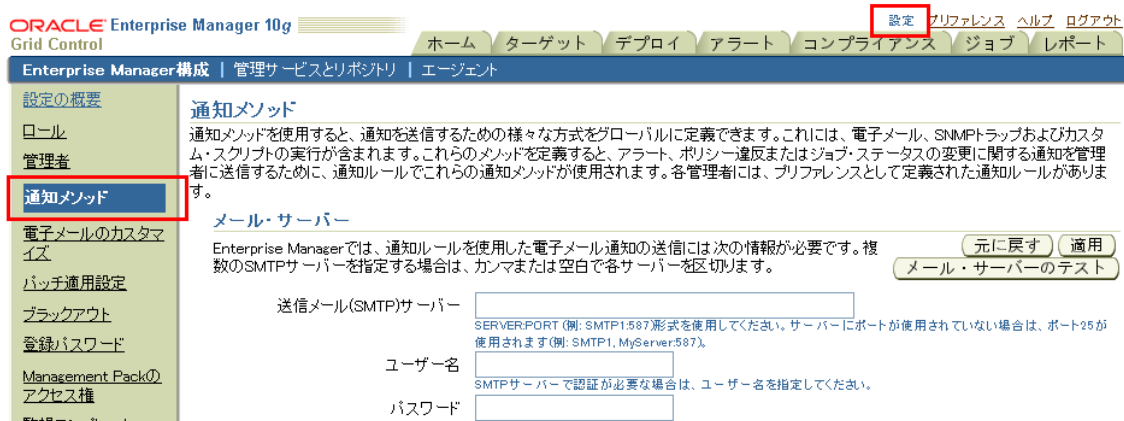 ORACLE Enterprise Manager 10g
Grid Control
設定 プリファレンス ヘルプ ログアウト
ホーム ターゲット デプロイ アラート コンプライアンス ジョブ レポート
Enterprise Manager構成 | 管理サービスとリポジトリ | エージェント
設定の概要
ロール
管理者
通知メソッド
電子メールのカスタマ
イズ
パッチ適用設定
ブラックアウト
登録パスワード
Management Packの
アクセス権
通知メソッド
通知メソッドを使用すると、通知を送信するための様々な方式をグローバルに定義できます。これには、電子メール、SNMPトラップおよびカスタ
ム・スクリプトの実行が含まれます。これらのメソッドを定義すると、アラート、ポリシー違反またはジョブ・ステータスの変更に関する通知を管理
者に送信するために、通知ルールでこれらの通知メソッドが使用されます。各管理者には、プリファレンスとして定義された通知ルールがありま
す。
メール・サーバー
Enterprise Managerでは、通知ルールを使用した電子メール通知の送信には次の情報が必要です。複
数のSMTPサーバーを指定する場合は、カンマまたは空白で各サーバーを区切ります。
元に戻す 適用
メール・サーバーのテスト
送信メール(SMTP)サーバー
SERVER:PORT (例: SMTP1:587)形式を使用してください。サーバーにポートが使用されていない場合は、ポート25が
使用されます(例: SMTP1, MyServer:587)。
ユーザー名
SMTPサーバーで認証が必要な場合は、ユーザー名を指定してください。
パスワード